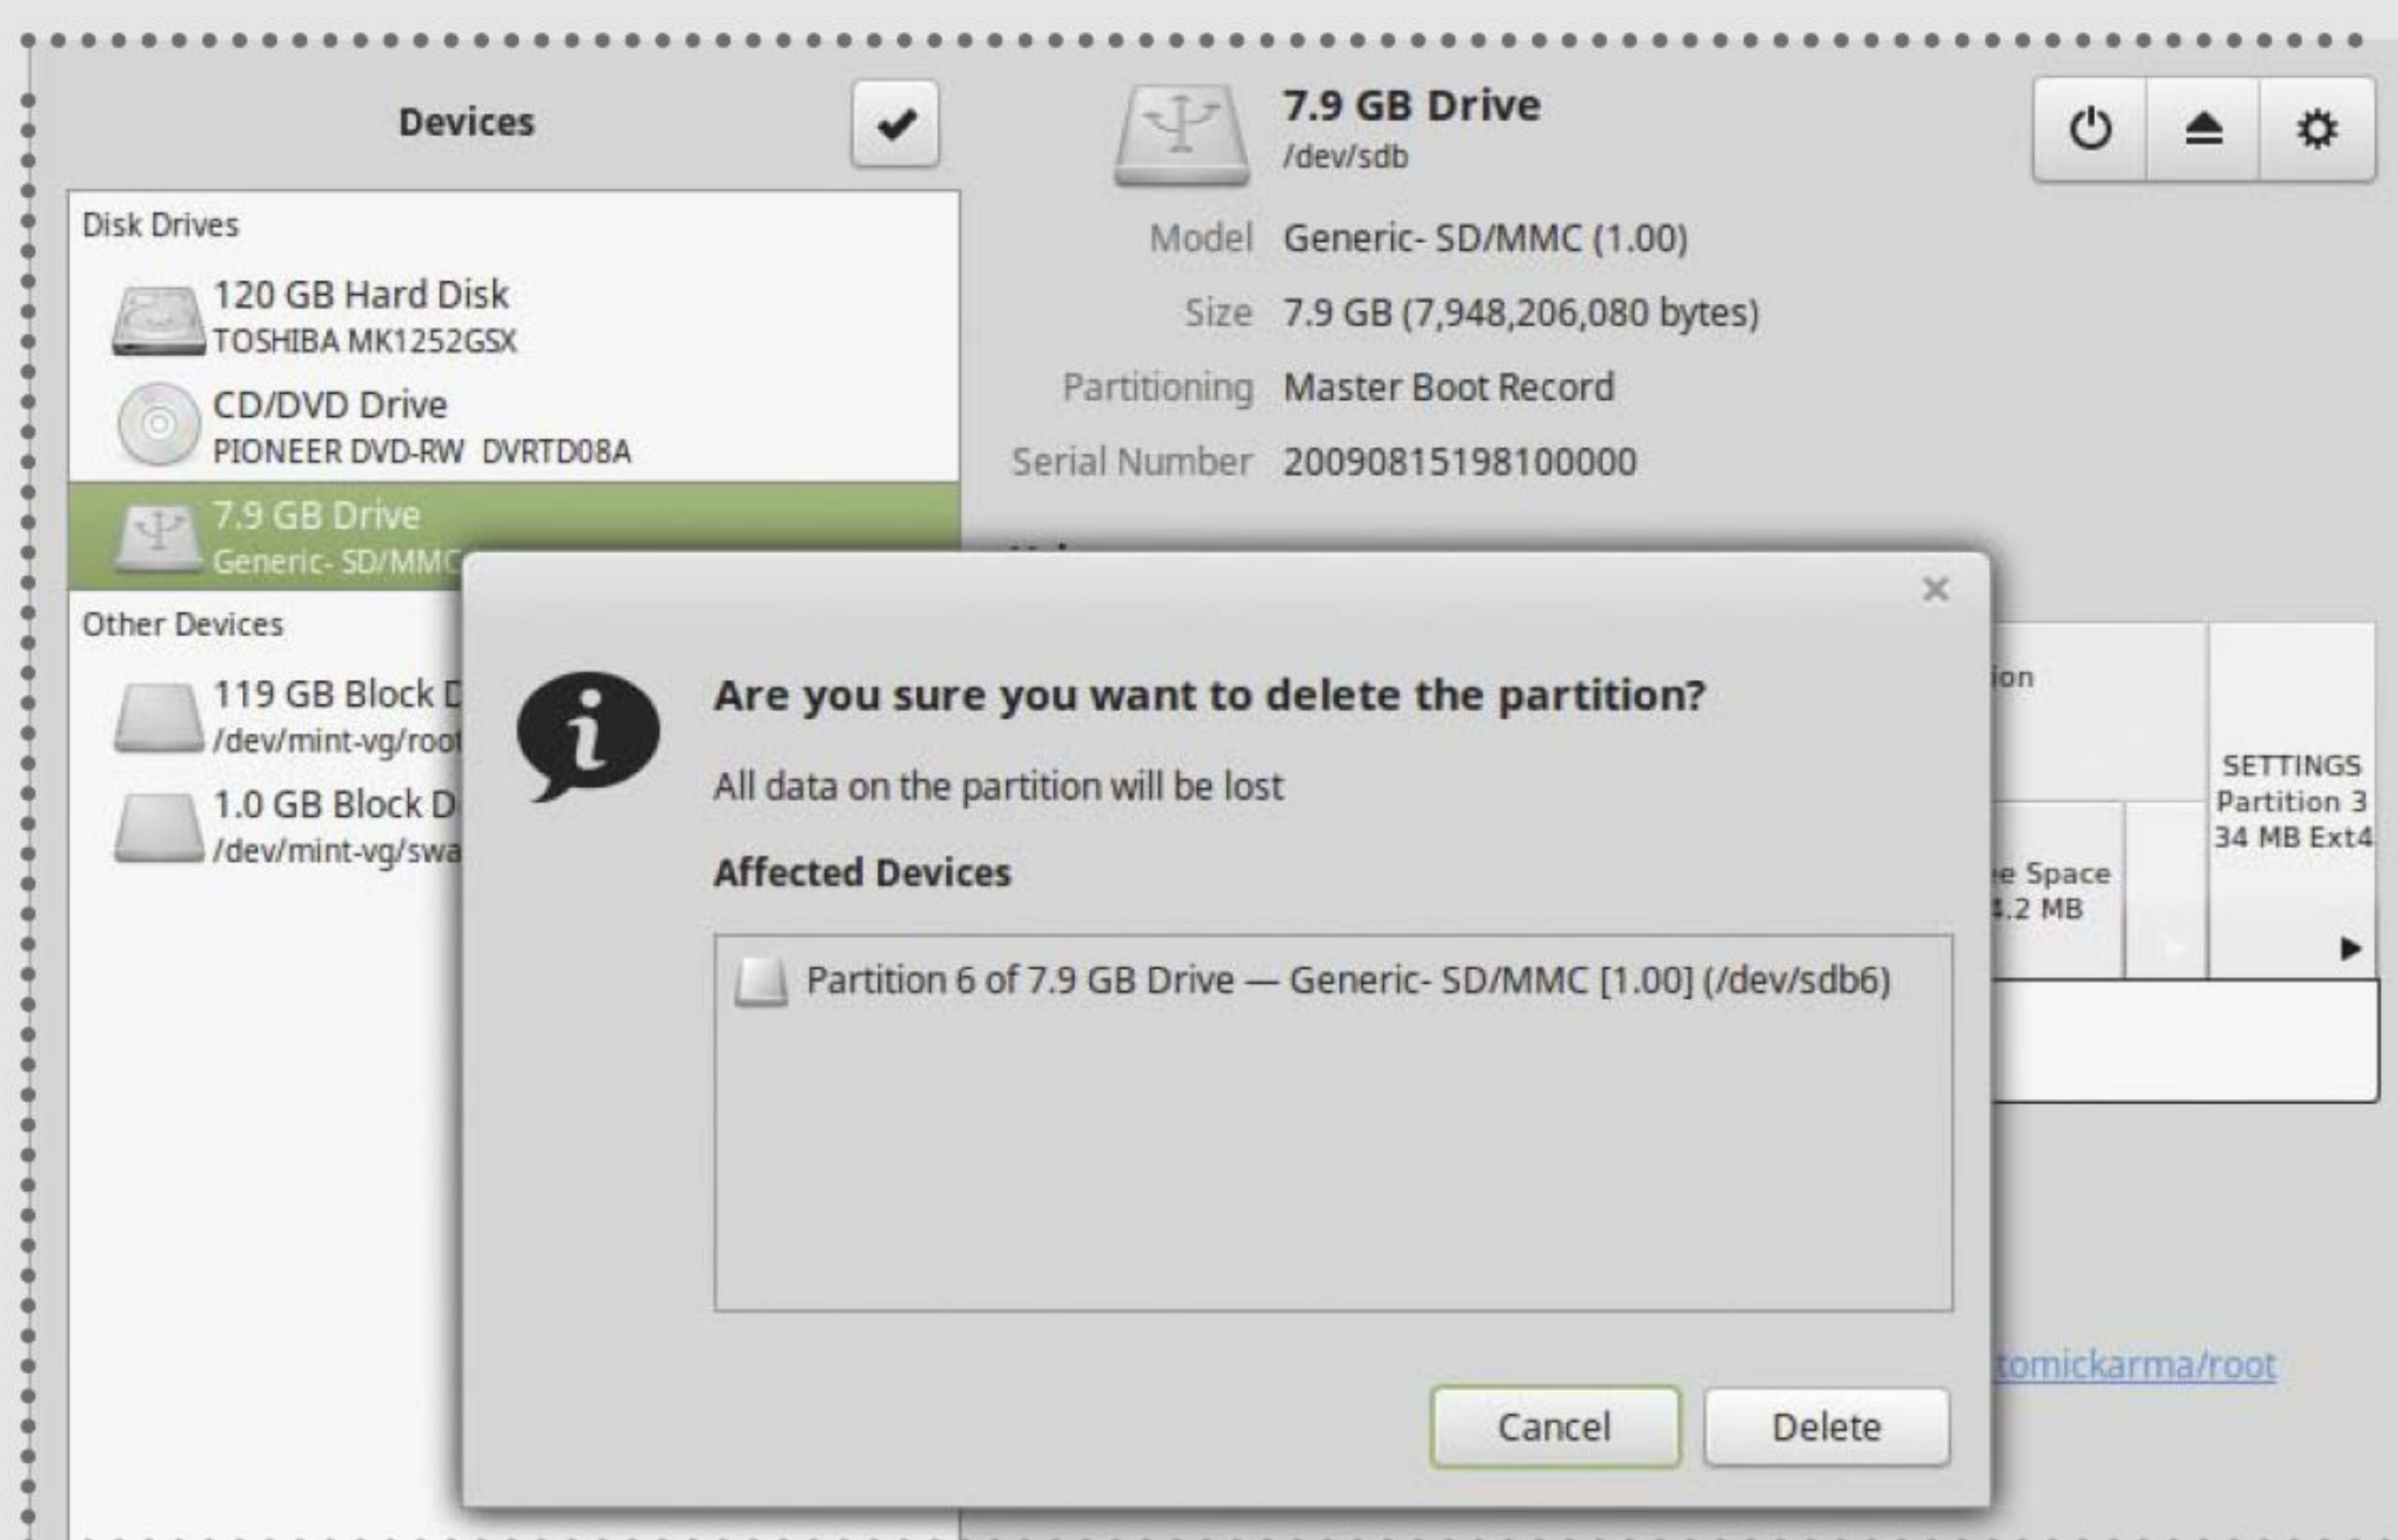 Devices
Disk Drives
120 GB Hard Disk
TOSHIBA MK1252GSX
CD/DVD Drive
PIONEER DVD-RW  DVRTD08A
7.9 GB Drive
Generic- SD/MMC
Other Devices
119 GB Block D
/dev/mint-vg/root
1.0 GB Block D
/dev/mint-vg/swa
7.9 GB Drive
/dev/sdb
Model Generic- SD/MMC (1.00)
Size 7.9 GB (7,948,206,080 bytes)
Partitioning Master Boot Record
Serial Number 20090815198100000
ion
SETTINGS
Partition 3
34 MB Ext4
e Space
4.2 MB
tomickarma/root
Are you sure you want to delete the partition?
All data on the partition will be lost
Affected Devices
Partition 6 of 7.9 GB Drive — Generic- SD/MMC [1.00] (/dev/sdb6)
Cancel Delete